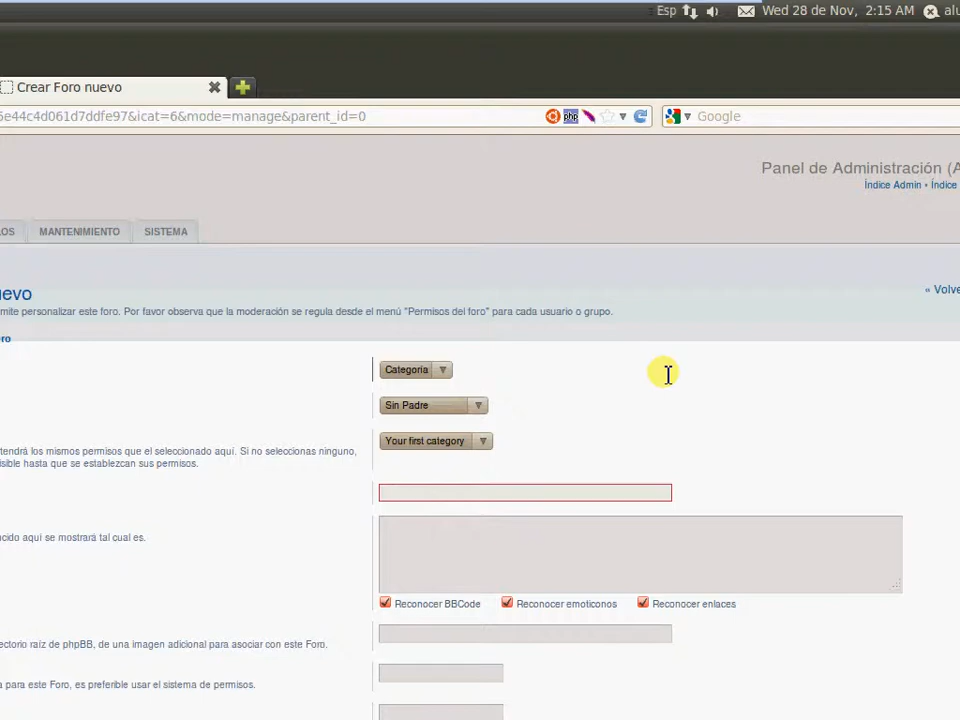 Esp Wed 28 de Nov, 2:15 AM alu
Crear Foro nuevo
5e44c4d061d7ddfe97&icat=6&mode=manage&parent_id=0 php Google
Panel de Administración (A
Índice Admin • Índice
LOS MANTENIMIENTO SISTEMA
uevo
« Volve
mite personalizar este foro. Por favor observa que la moderación se regula desde el menú "Permisos del foro" para cada usuario o grupo.
ro
Categoría
Sin Padre
Your first category
tendrá los mismos permisos que el seleccionado aquí. Si no seleccionas ninguno,
isible hasta que se establezcan sus permisos.
cido aquí se mostrará tal cual es.
Reconocer BBCode Reconocer emoticonos Reconocer enlaces
ectorio raíz de phpBB, de una imagen adicional para asociar con este Foro.
a para este Foro, es preferible usar el sistema de permisos.